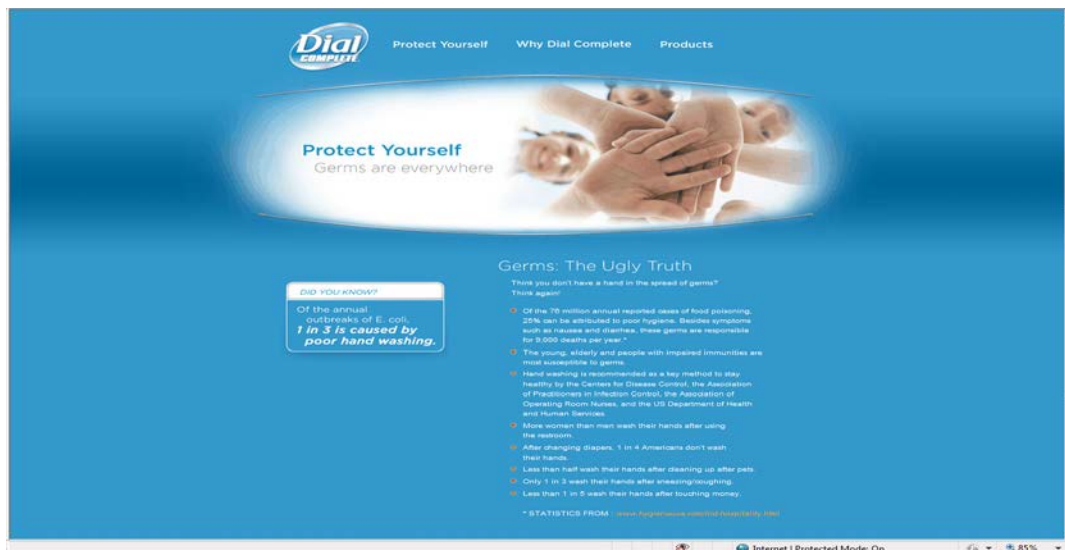 Dial
COMPLETE
Protect Yourself Why Dial Complete Products
Protect Yourself
Germs are everywhere
DID YOU KNOW?
Of the annual
outbreaks of E. coli,
1 in 3 is caused by
poor hand washing.
Germs: The Ugly Truth
Think you don't have a hand in the spread of germs?
Think again!
Of the 76 million annual reported cases of food poisoning,
25% can be attributed to poor hygiene. Besides symptoms
such as nausea and diarrhea, these germs are responsible
for 9,000 deaths per year.*
The young, elderly and people with impaired immunities are
most susceptible to germs.
Hand washing is recommended as a key method to stay
healthy by the Centers for Disease Control, the Association
of Practitioners in Infection Control, the Association of
Operating Room Nurses, and the US Department of Health
and Human Services.
More women than men wash their hands after using
the restroom.
After changing diapers, 1 in 4 Americans don't wash
their hands.
Less than half wash their hands after cleaning up after pets.
Only 1 in 3 wash their hands after sneezing/coughing.
Less than 1 in 5 wash their hands after touching money.
* STATISTICS FROM :
Internet | Protected Mode: On
85%